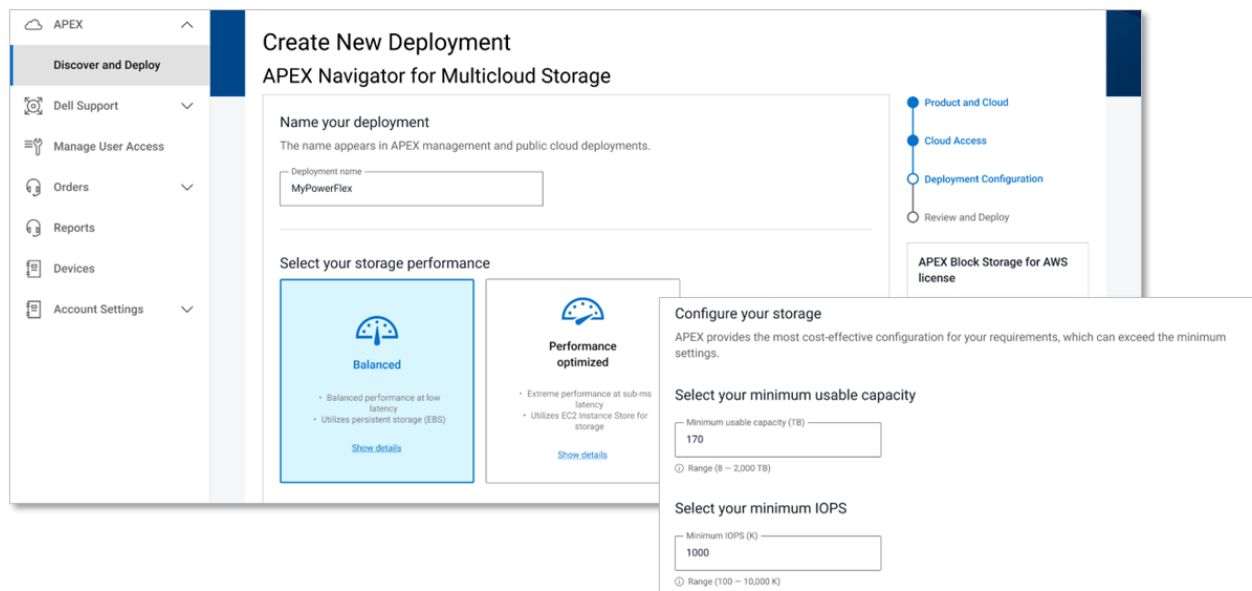 APEX
Discover and Deploy
Dell Support
Manage User Access
Orders
Reports
Devices
Account Settings
Create New Deployment
APEX Navigator for Multicloud Storage
Name your deployment
The name appears in APEX management and public cloud deployments.
Deployment name
MyPowerFlex
Select your storage performance
Balanced
• Balanced performance at low
latency
• Utilizes persistent storage (EBS)
Show details
Performance
optimized
• Extreme performance at sub-ms
latency
• Utilizes EC2 Instance Store for
storage
Show details
Product and Cloud
Cloud Access
Deployment Configuration
Review and Deploy
APEX Block Storage for AWS
license
Configure your storage
APEX provides the most cost-effective configuration for your requirements, which can exceed the minimum
settings.
Select your minimum usable capacity
Minimum usable capacity (TB)
170
Range (8 – 2,000 TB)
Select your minimum IOPS
Minimum IOPS (K)
1000
Range (100 – 10,000 K)